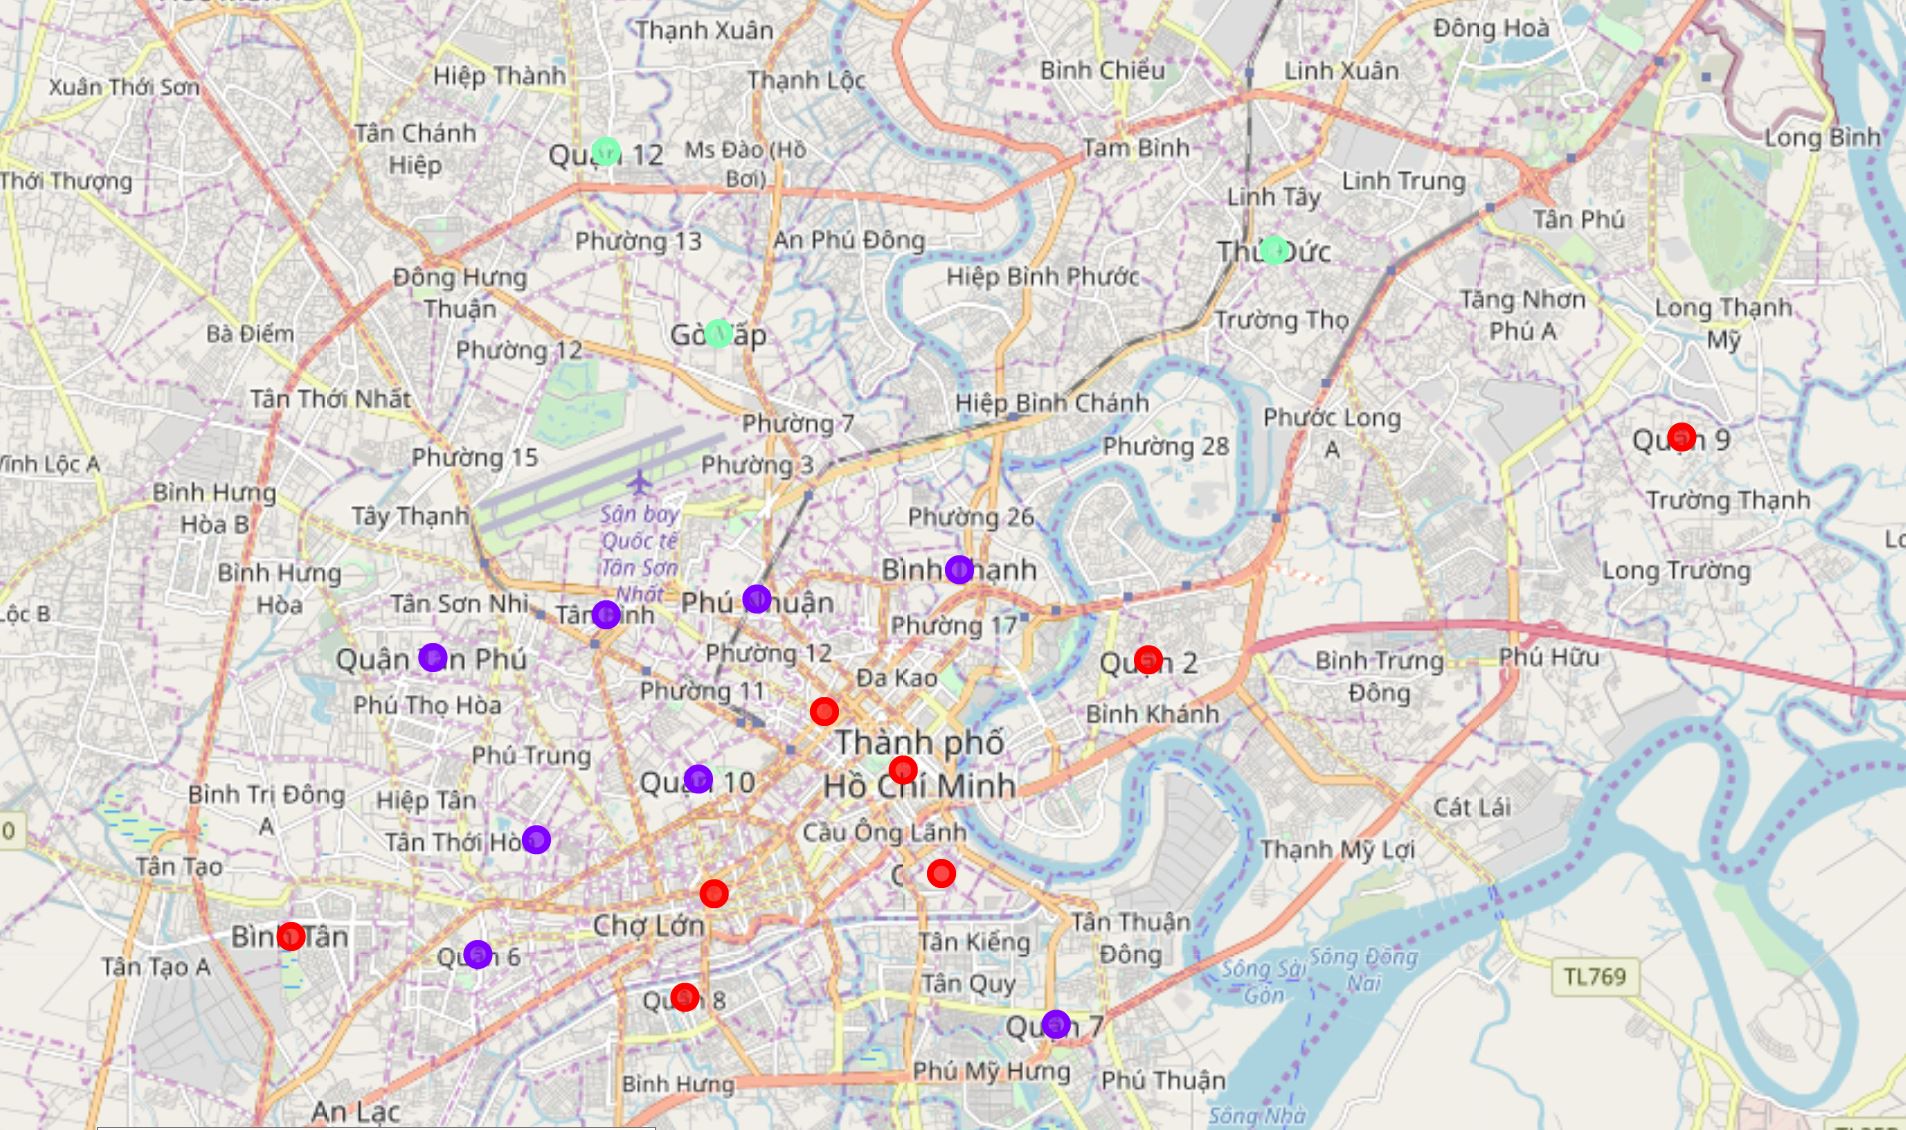 Thạnh Xuân
Đông Hoà
Hiệp Thành
Bình Chiểu
Linh Xuân
Xuân Thới Sơn
Thạnh Lộc
Tân Chánh
Hiệp
Long Bình
Quận 12
Ms Đào (Hồ
Bơi)
Tam Bình
Thới Thượng
Linh Trung
Linh Tây
Tân Phú
Phường 13
An Phú Đông
Thủ Đức
Đông Hưng
Thuận
Hiệp Bình Phước
Tăng Nhơn
Phú A
Long Thạnh
Mỹ
Bà Điểm
Gò Vấp
Trường Thọ
Phường 12
Tân Thới Nhất
Hiệp Bình Chánh
Phường 7
Phước Long
A
Phường 28
Quận 9
Phường 15
Phường 3
Vĩnh Lộc A
Bình Hưng
Hòa B
Trường Thạnh
Tây Thạnh
Sân bay
Quốc tế
Tân Sơn
Nhất
Phường 26
Bình Thạnh
Bình Hưng
Hòa
Long Trường
Lộc B
Tân Sơn Nhì
Tân Bình
Phú Nhuận
Phường 17
Quận Tân Phú
Phường 12
Quận 2
Bình Trưng
Đông
Phú Hữu
Đa Kao
Phường 11
Phú Thọ Hòa
Bình Khánh
Thành phố
Hồ Chí Minh
Phú Trung
Quận 10
Bình Trị Đông
A
Hiệp Tân
Cát Lái
0
Tân Thới Hò
Cầu Ông Lãnh
Thạnh Mỹ Lợi
Tân Tạo
Chợ Lớn
Tân Thuận
Đông
Bình Tân
Tân Kiểng
Quận 6
Tân Tạo A
Sông Sài
Gòn
Sông Đồng
Nai
TL769
Tân Quy
Quận 8
Quận 7
Phú Mỹ Hưng
Phú Thuận
Bình Hưng
An Lạc
Sông Nhà